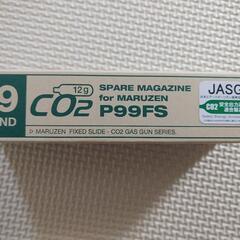 9
ND
12g
CO2
SPARE MAGAZINE
for MARUZEN
P99FS
▷ MARUZEN FIXED SLIDE - CO2 GAS GUN SERIES.
JASG
CO2